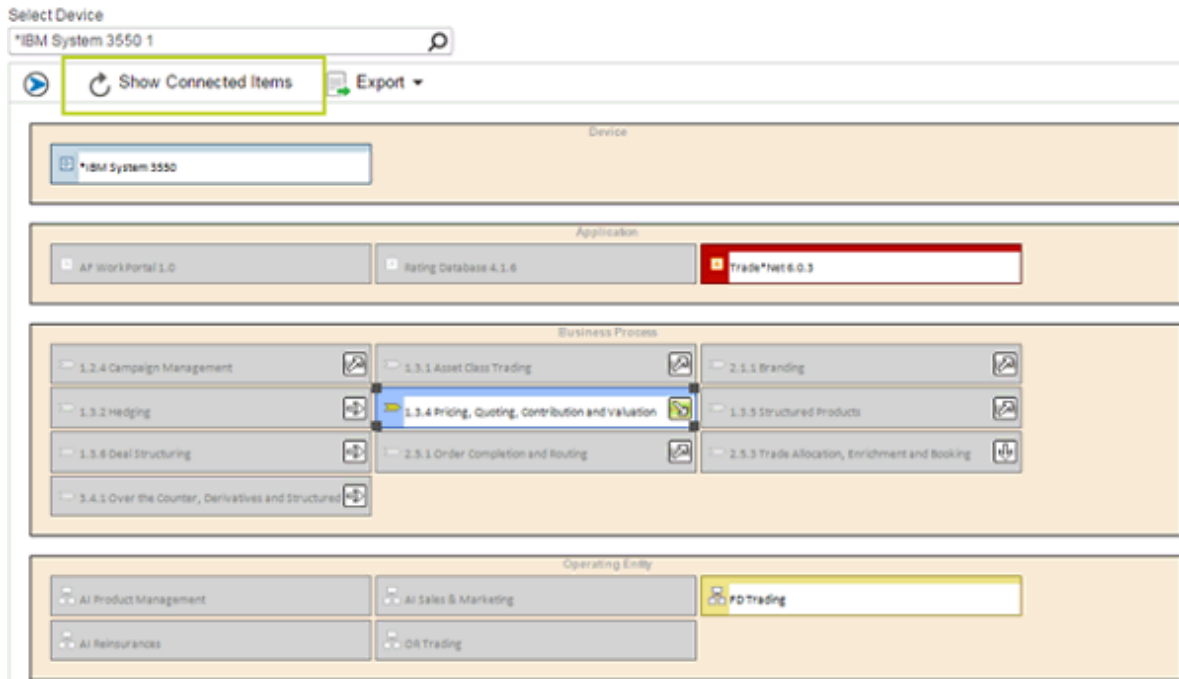 Select Device
*IBM System 3550 1
Show Connected Items Export
Device
*IBM System 3550
Application
AP WorkPortal 1.0 Rating Database 4.1.6 Trade*Net 6.0.3
Business Process
1.2.4 Campaign Management 1.3.1 Asset Class Trading 2.1.1 Branding
1.3.2 Hedging 1.3.4 Pricing, Quoting, Contribution and Valuation 1.3.5 Structured Products
1.3.6 Deal Structuring 2.3.1 Order Completion and Routing 2.3.3 Trade Allocation, Enrichment and Booking
3.4.1 Over the Counter, Derivatives and Structured
Operating Entity
AI Product Management AI Sales & Marketing FD Trading
AI Reinsurances OR Trading